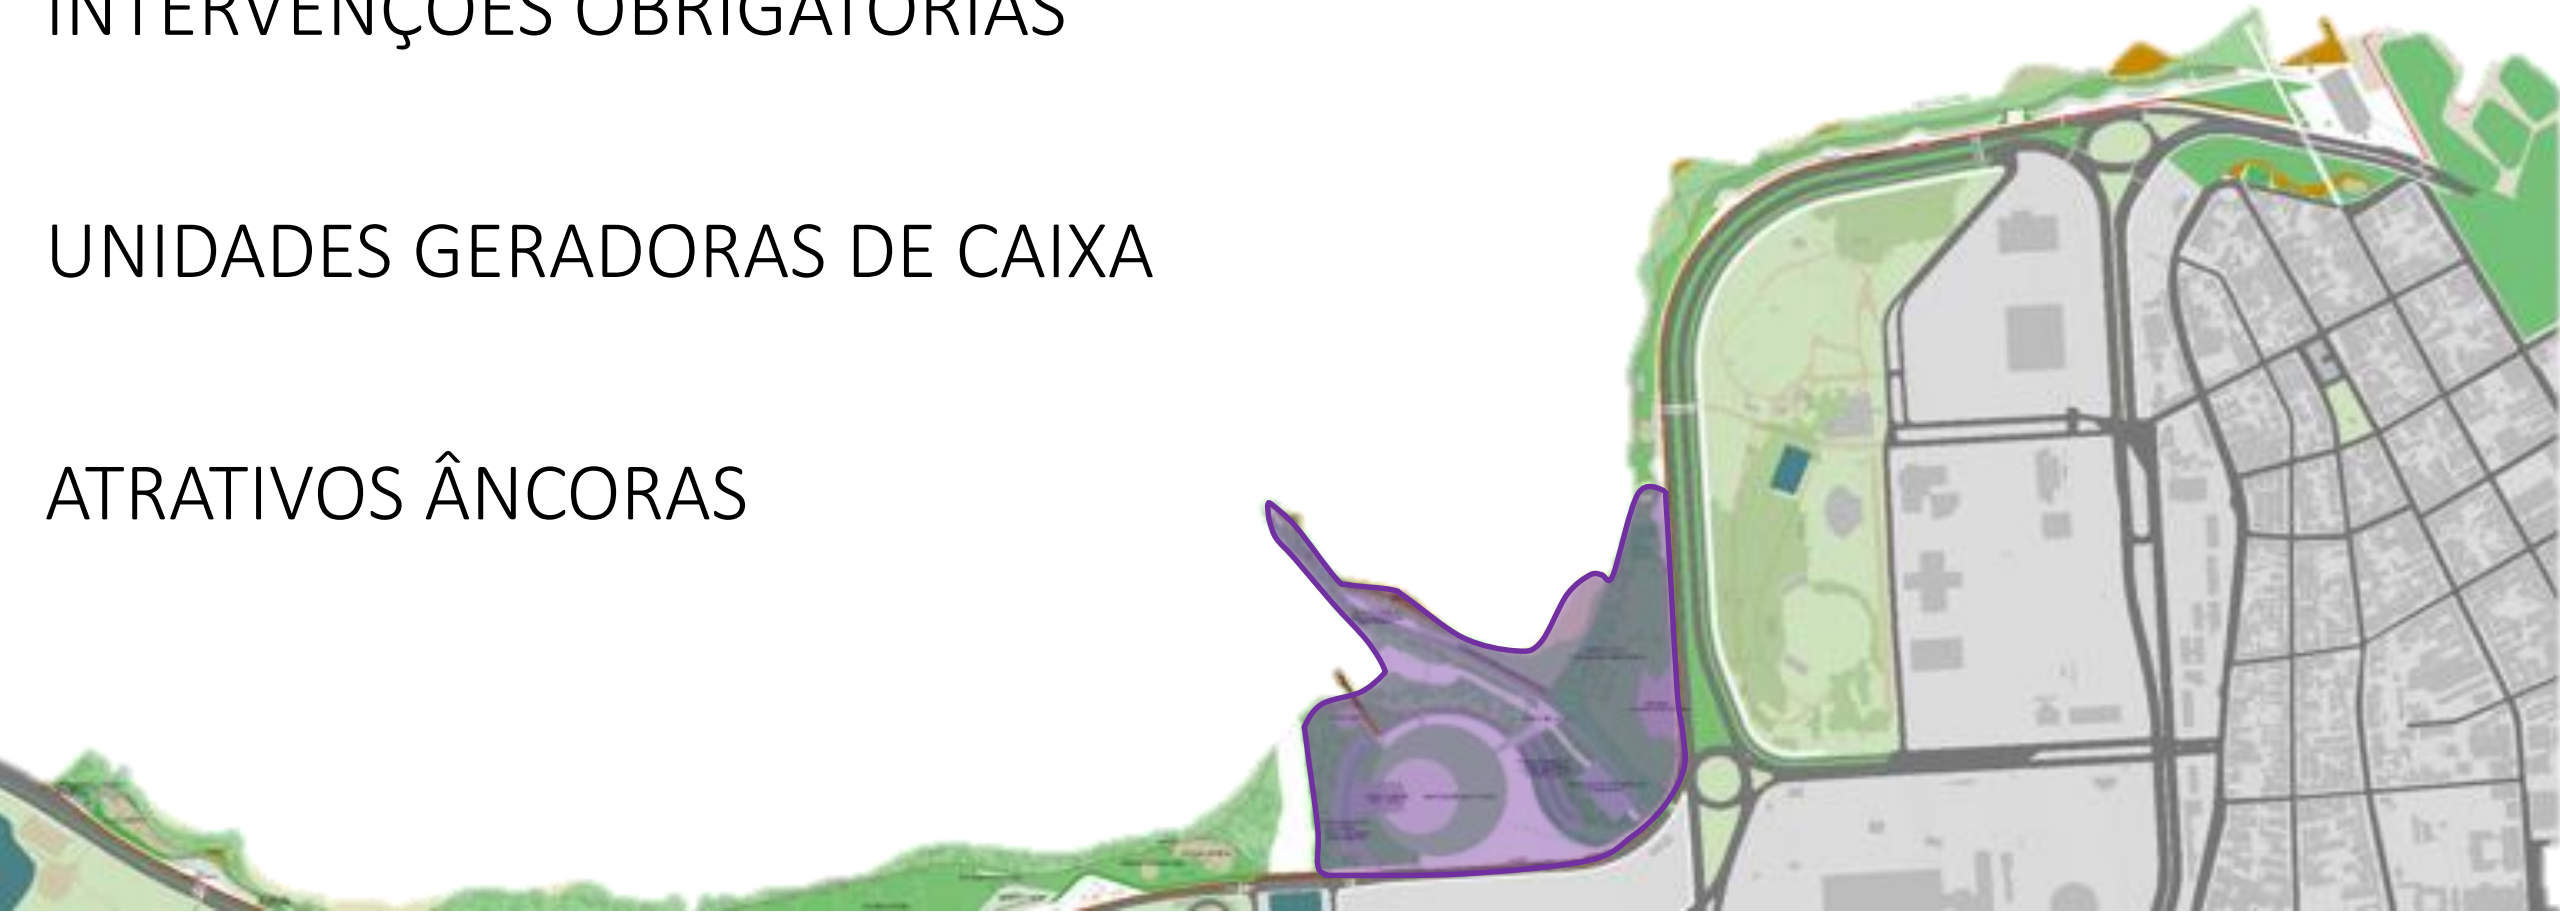 INTERVENÇÕES OBRIGATÓRIAS
UNIDADES GERADORAS DE CAIXA
ATRATIVOS ÂNCORAS